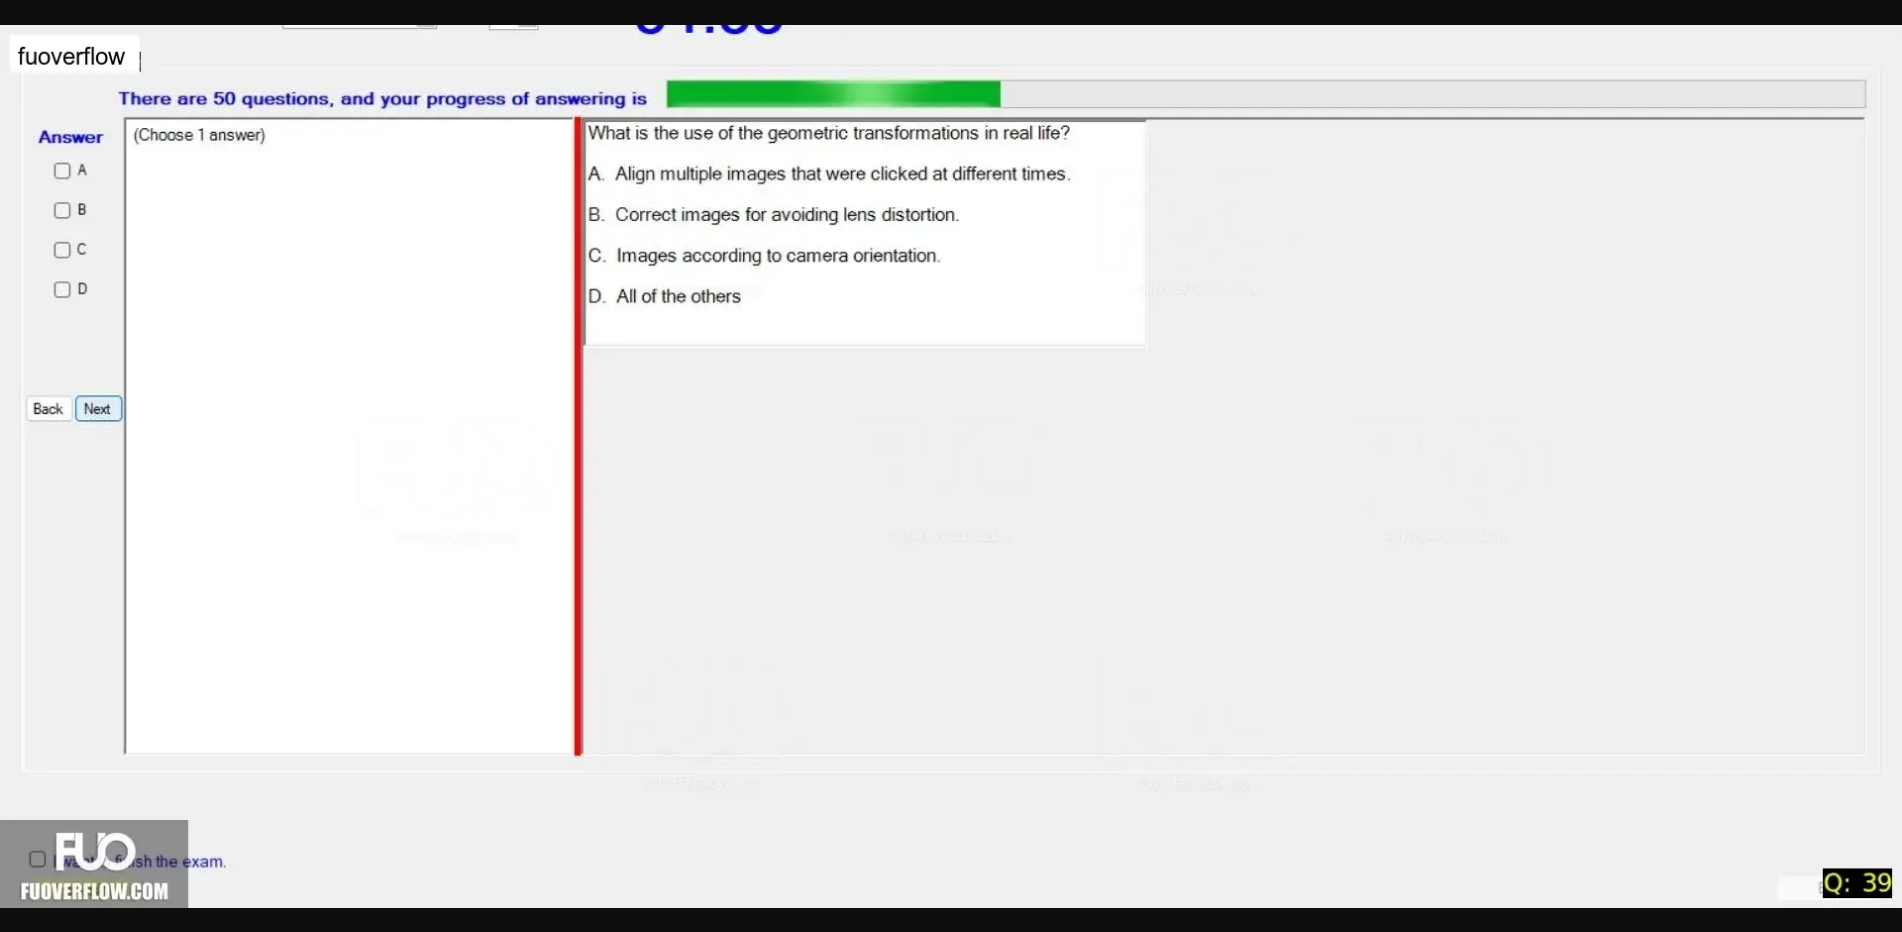 fuoverflow
There are 50 questions, and your progress of answering is
Answer
(Choose 1 answer)
A
B
C
D
Back
Next
What is the use of the geometric transformations in real life?
A. Align multiple images that were clicked at different times.
B. Correct images for avoiding lens distortion.
C. Images according to camera orientation.
D. All of the others
FUO
the exam.
FUOVERFLOW.COM
Q: 39